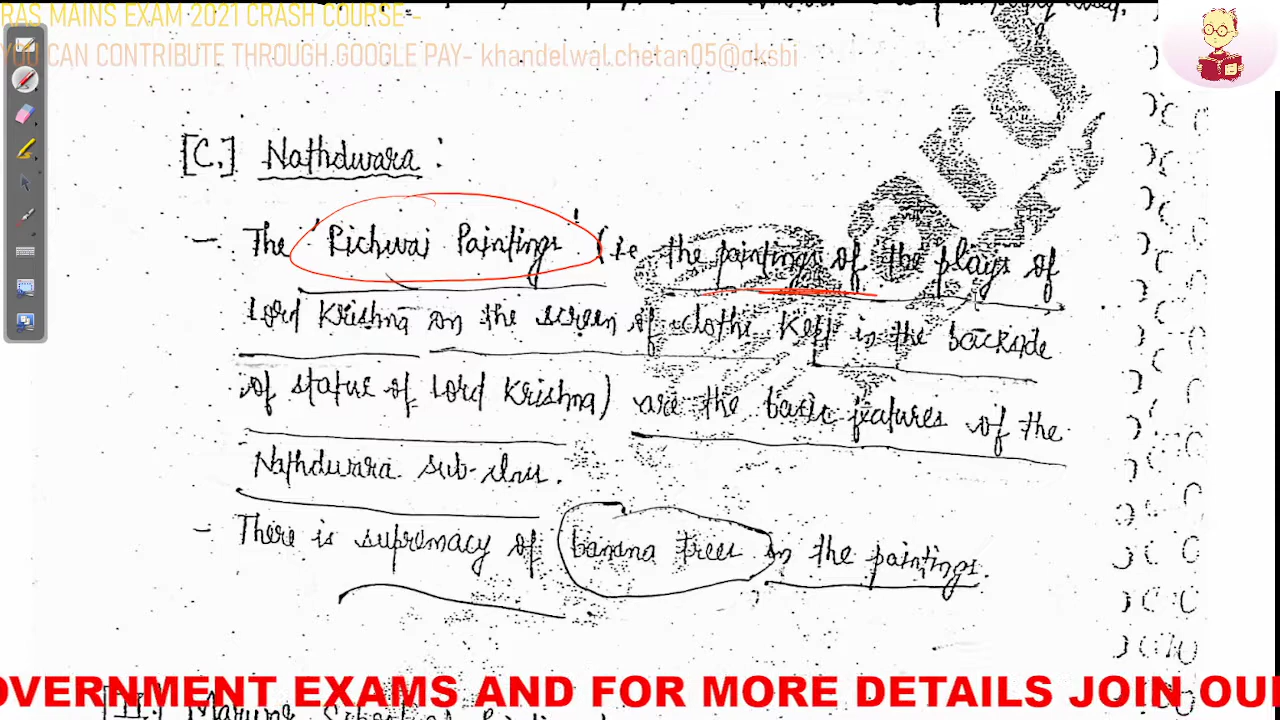 RAS MAINS EXAM 2021 CRASH COURSE -
YOU CAN CONTRIBUTE THROUGH GOOGLE PAY- khandelwal.chetan05@oksbi
[C.] Nathdwara :
- The 'Pichwai Paintings' (i.e. the paintings of the plays of
Lord Krishna on the screen of cloths kept in the backside
of statue of Lord Krishna) are the basic features of the
Nathdwara sub-class.
- There is supremacy of banana trees in the paintings.
OVERNMENT EXAMS AND FOR MORE DETAILS JOIN OU
[II.]